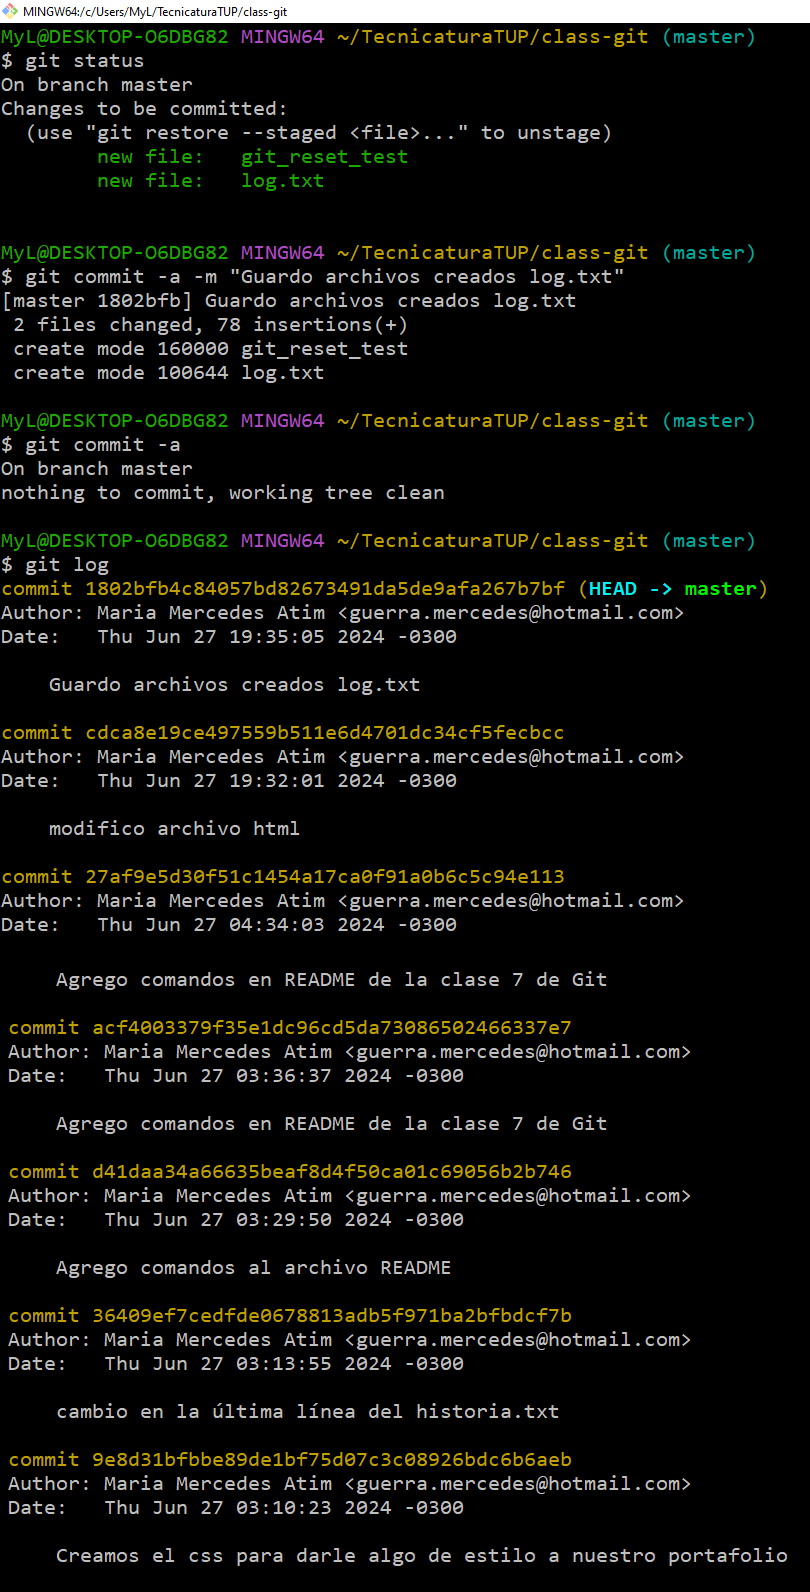 MINGW64:/c/Users/MyL/TecnicaturaTUP/class-git
MyL@DESKTOP-O6DBG82 MINGW64 ~/TecnicaturaTUP/class-git (master)
$ git status
On branch master
Changes to be committed:
  (use "git restore --staged <file>..." to unstage)
        new file:   git_reset_test
        new file:   log.txt
MyL@DESKTOP-O6DBG82 MINGW64 ~/TecnicaturaTUP/class-git (master)
$ git commit -a -m "Guardo archivos creados log.txt"
[master 1802bfb] Guardo archivos creados log.txt
 2 files changed, 78 insertions(+)
 create mode 160000 git_reset_test
 create mode 100644 log.txt
MyL@DESKTOP-O6DBG82 MINGW64 ~/TecnicaturaTUP/class-git (master)
$ git commit -a
On branch master
nothing to commit, working tree clean
MyL@DESKTOP-O6DBG82 MINGW64 ~/TecnicaturaTUP/class-git (master)
$ git log
commit 1802bfb4c84057bd82673491da5de9afa267b7bf (HEAD -> master)
Author: Maria Mercedes Atim <guerra.mercedes@hotmail.com>
Date:   Thu Jun 27 19:35:05 2024 -0300
    Guardo archivos creados log.txt
commit cdca8e19ce497559b511e6d4701dc34cf5fecbcc
Author: Maria Mercedes Atim <guerra.mercedes@hotmail.com>
Date:   Thu Jun 27 19:32:01 2024 -0300
    modifico archivo html
commit 27af9e5d30f51c1454a17ca0f91a0b6c5c94e113
Author: Maria Mercedes Atim <guerra.mercedes@hotmail.com>
Date:   Thu Jun 27 04:34:03 2024 -0300
    Agrego comandos en README de la clase 7 de Git
commit acf4003379f35e1dc96cd5da73086502466337e7
Author: Maria Mercedes Atim <guerra.mercedes@hotmail.com>
Date:   Thu Jun 27 03:36:37 2024 -0300
    Agrego comandos en README de la clase 7 de Git
commit d41daa34a66635beaf8d4f50ca01c69056b2b746
Author: Maria Mercedes Atim <guerra.mercedes@hotmail.com>
Date:   Thu Jun 27 03:29:50 2024 -0300
    Agrego comandos al archivo README
commit 36409ef7cedfde0678813adb5f971ba2bfbdcf7b
Author: Maria Mercedes Atim <guerra.mercedes@hotmail.com>
Date:   Thu Jun 27 03:13:55 2024 -0300
    cambio en la última línea del historia.txt
commit 9e8d31bfbbe89de1bf75d07c3c08926bdc6b6aeb
Author: Maria Mercedes Atim <guerra.mercedes@hotmail.com>
Date:   Thu Jun 27 03:10:23 2024 -0300
    Creamos el css para darle algo de estilo a nuestro portafolio